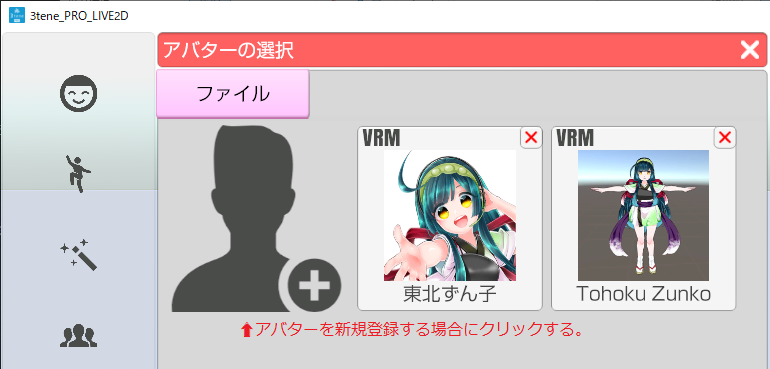 3tene_PRO_LIVE2D
アバターの選択
ファイル
VRM
VRM
東北ずん子
Tohoku Zunko
⬆アバターを新規登録する場合にクリックする。